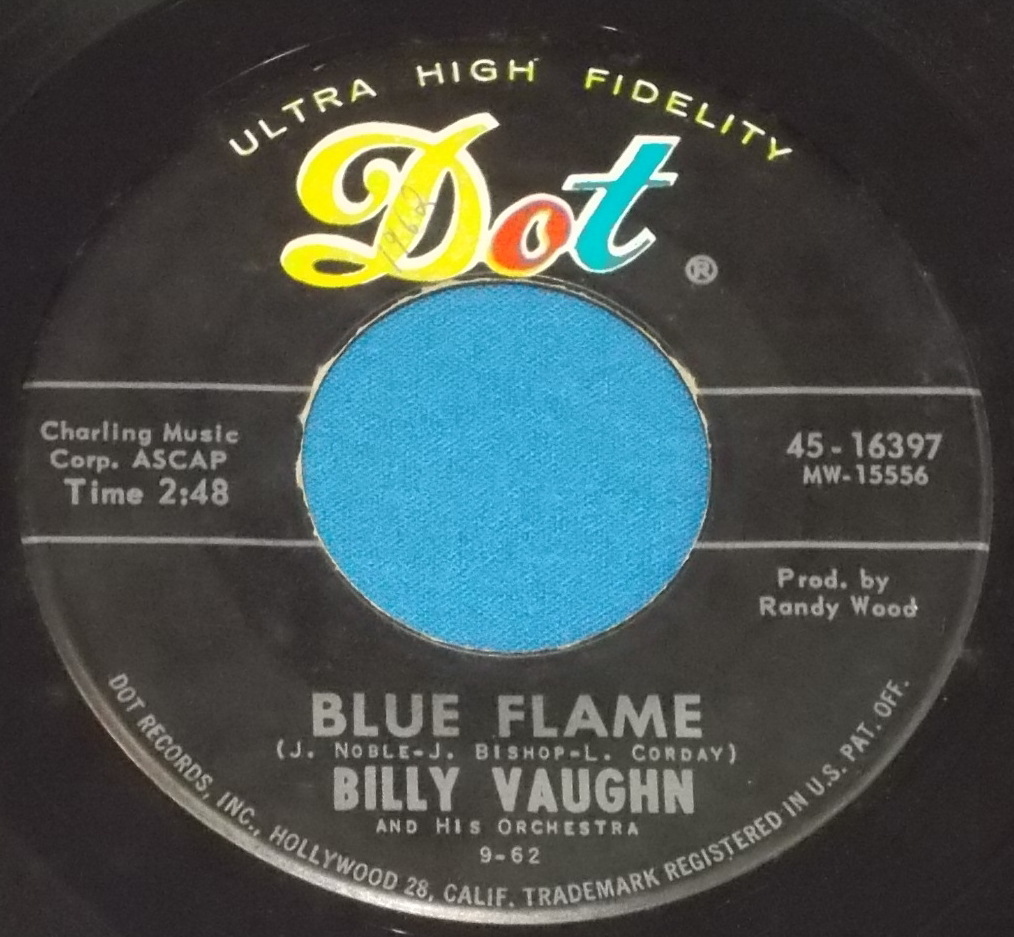 ULTRA HIGH FIDELITY
Dot
1962
®
Charling Music
Corp. ASCAP
Time 2:48
45-16397
MW-15556
Prod. by
Randy Wood
BLUE FLAME
(J. NOBLE-J. BISHOP-L. CORDAY)
BILLY VAUGHN
AND HIS ORCHESTRA
9-62
DOT RECORDS, INC., HOLLYWOOD 28, CALIF. TRADEMARK REGISTERED IN U.S. PAT. OFF.